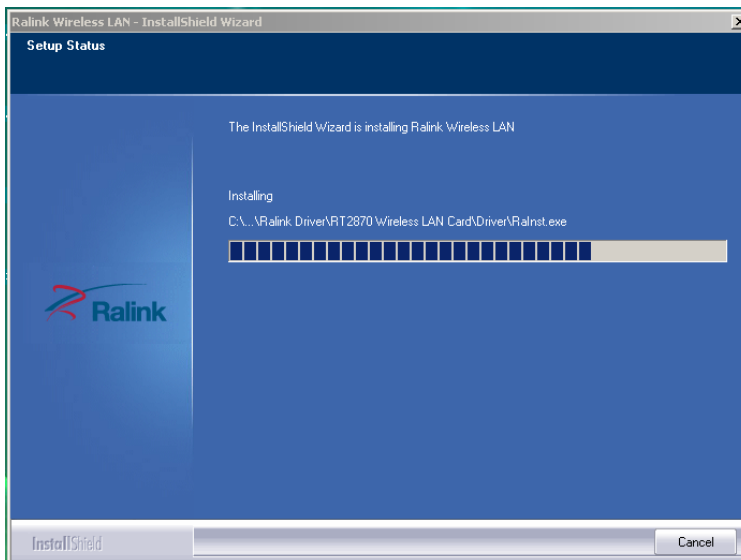 Ralink Wireless LAN - InstallShield Wizard
Setup Status
The InstallShield Wizard is installing Ralink Wireless LAN
Installing
C:\...\Ralink Driver\RT2870 Wireless LAN Card\Driver\RaInst.exe
Ralink
InstallShield
Cancel